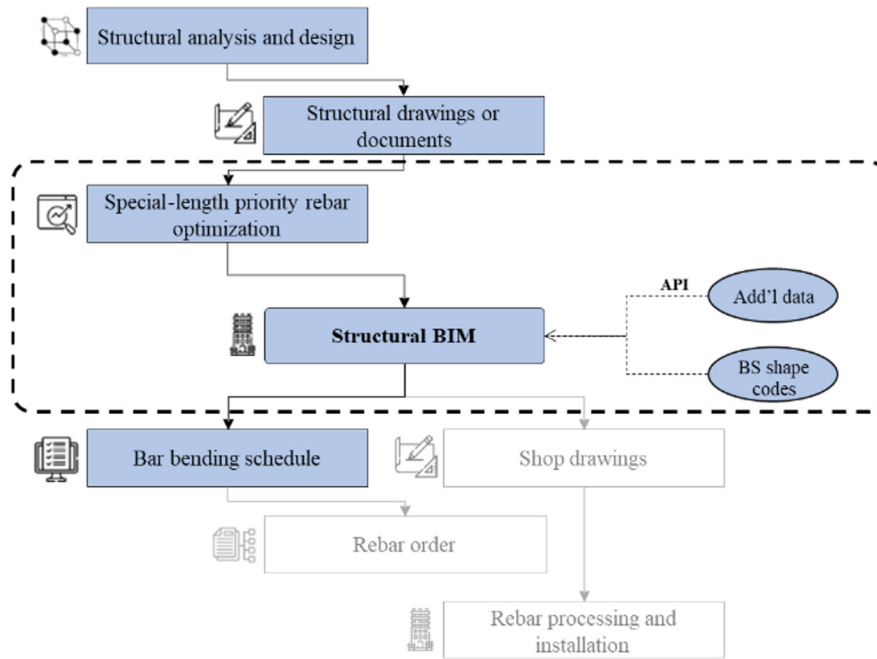 Structural analysis and design
Structural drawings or
documents
Special-length priority rebar
optimization
API
Add'l data
Structural BIM
BS shape
codes
Bar bending schedule
Shop drawings
Rebar order
Rebar processing and
installation